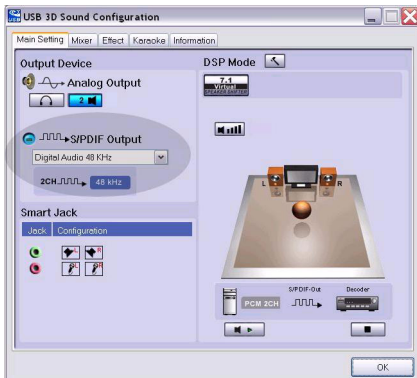 USB 3D Sound Configuration
Main Setting Mixer Effect Karaoke Information
Output Device
Analog Output
2
S/PDIF Output
Digital Audio 48 KHz
2CH 48 kHz
Smart Jack
Jack Configuration
L R
L R
DSP Mode
7.1
Virtual
SPEAKER SHIFTER
L R
S/PDIF-Out Decoder
PCM 2CH
OK